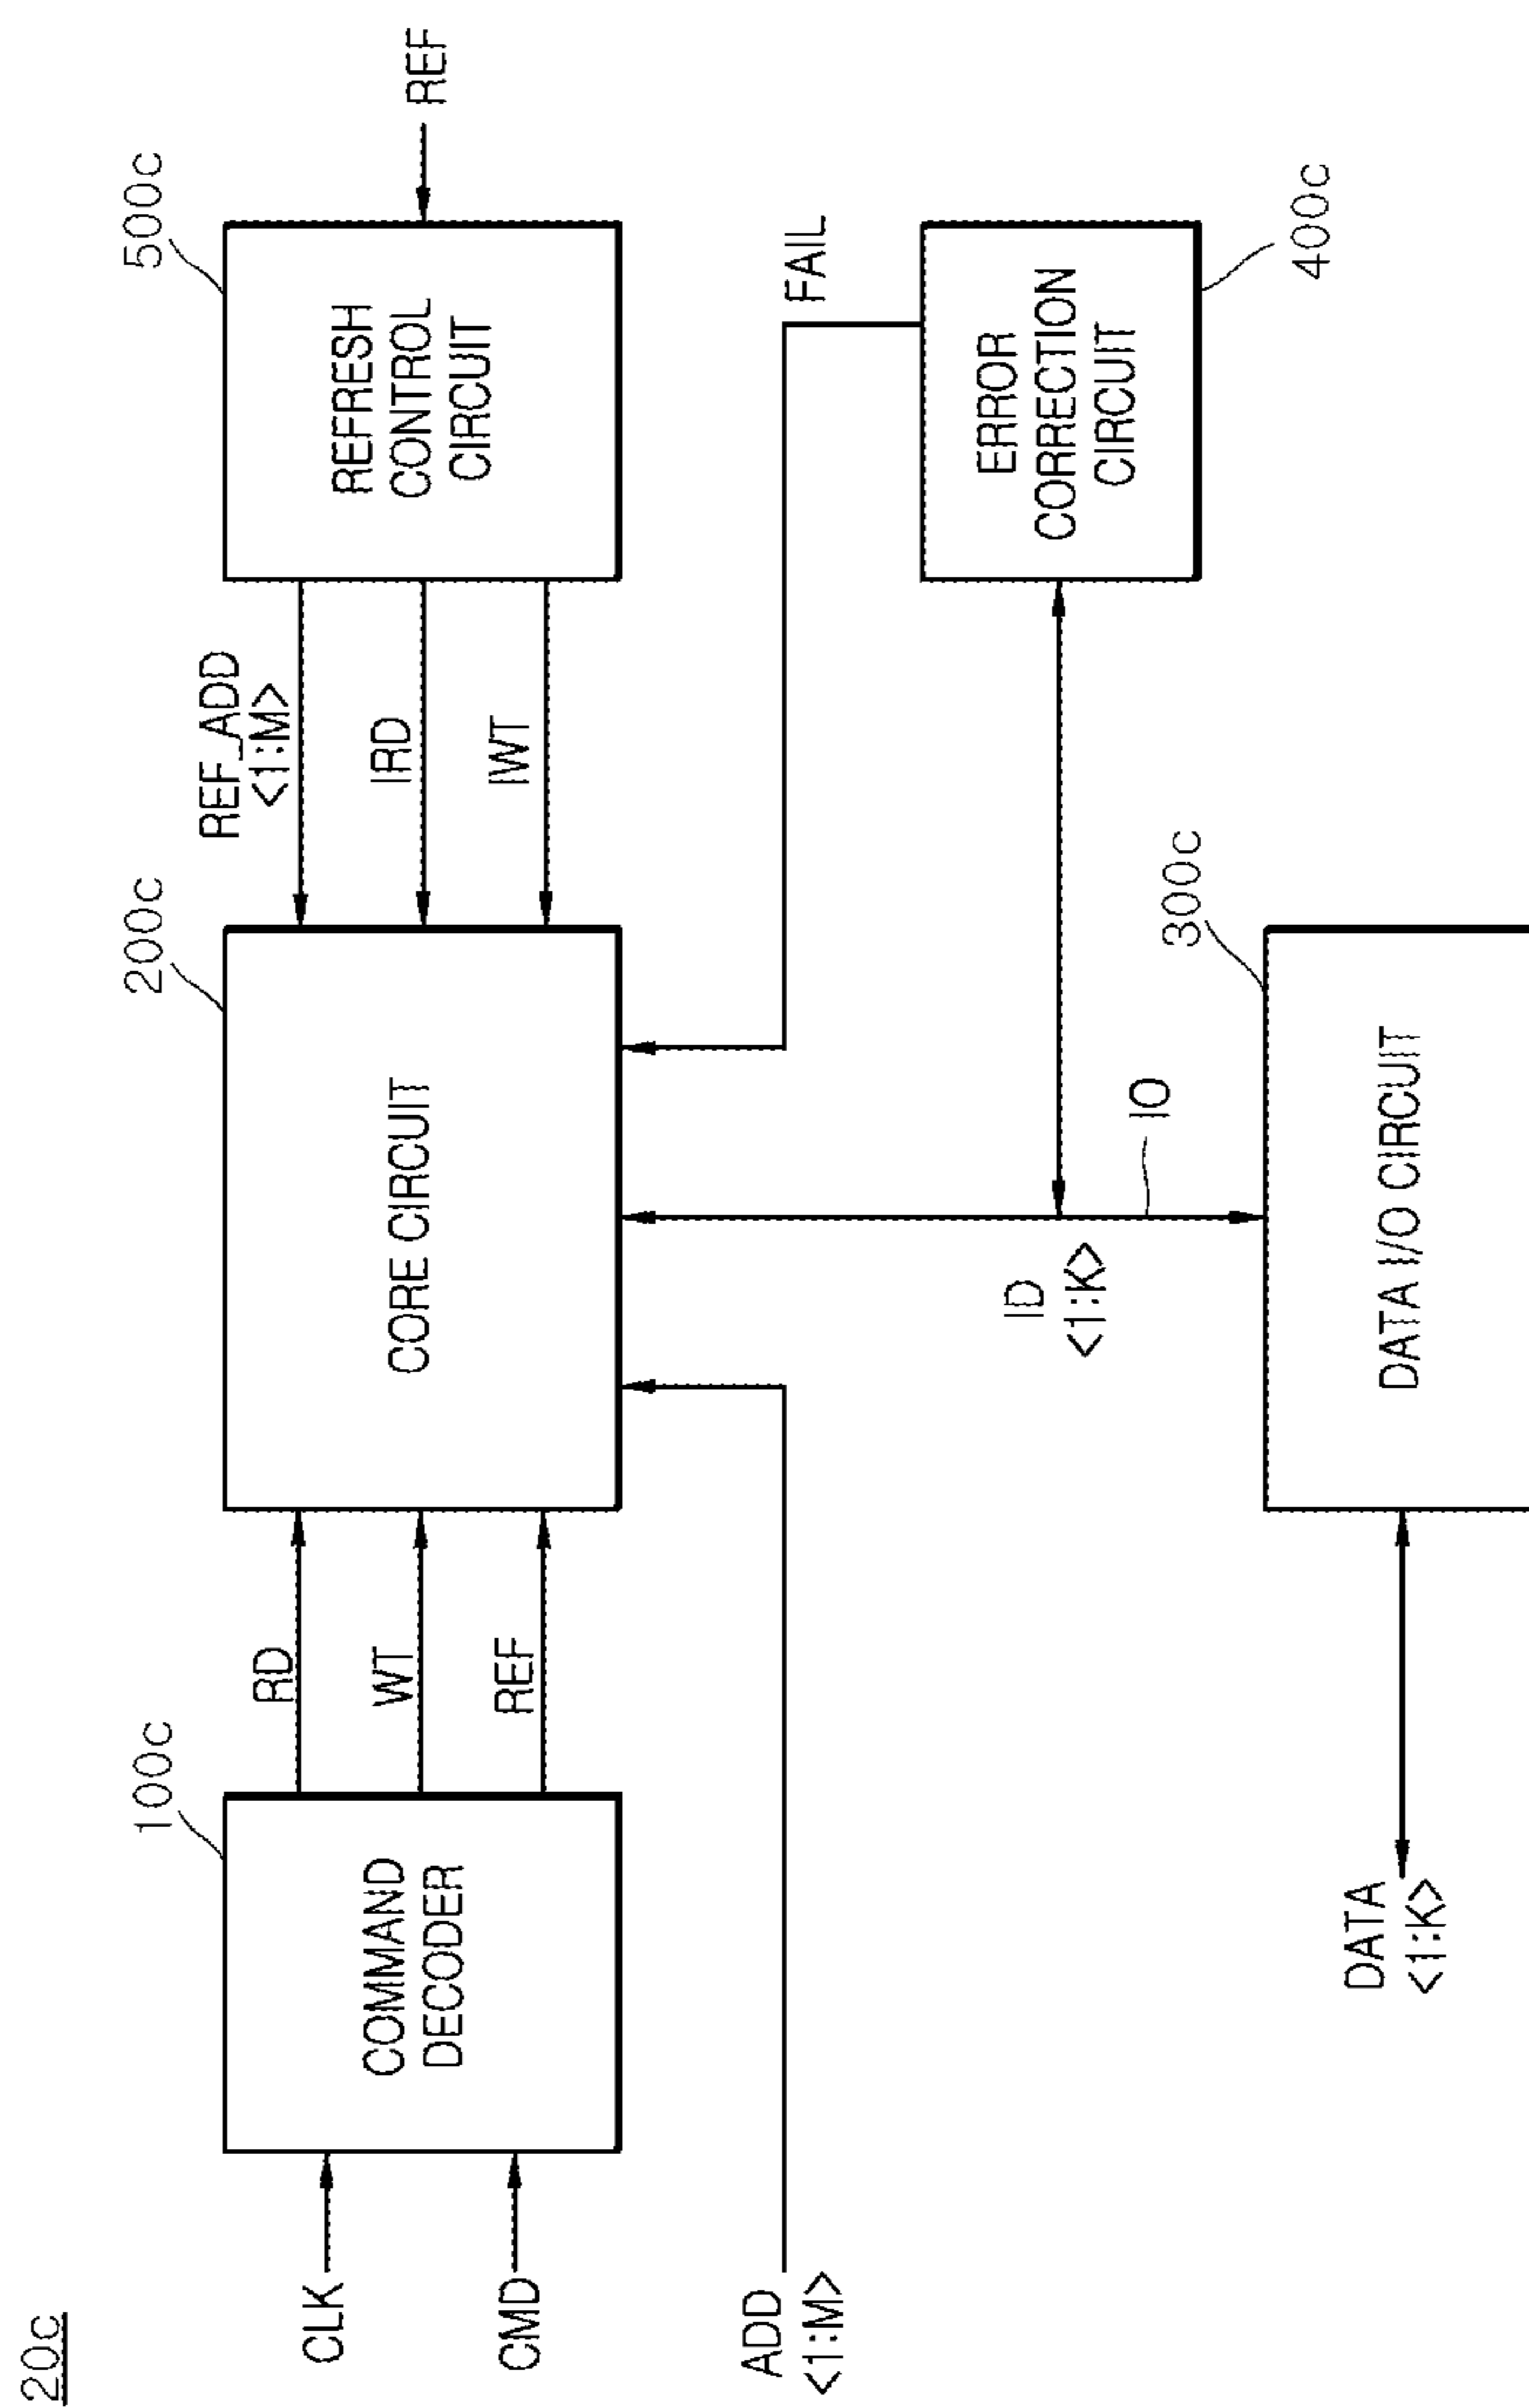 20c
100c
200c
500c
CLK
CMD
COMMAND
DECODER
RD
WT
REF
CORE CIRCUIT
REF_ADD
<1:M>
IRD
IWT
REFRESH
CONTROL
CIRCUIT
REF
ADD
<1:M>
FAIL
ID
<1:K>
IO
ERROR
CORRECTION
CIRCUIT
400c
300c
DATA
<1:K>
DATA I/O CIRCUIT